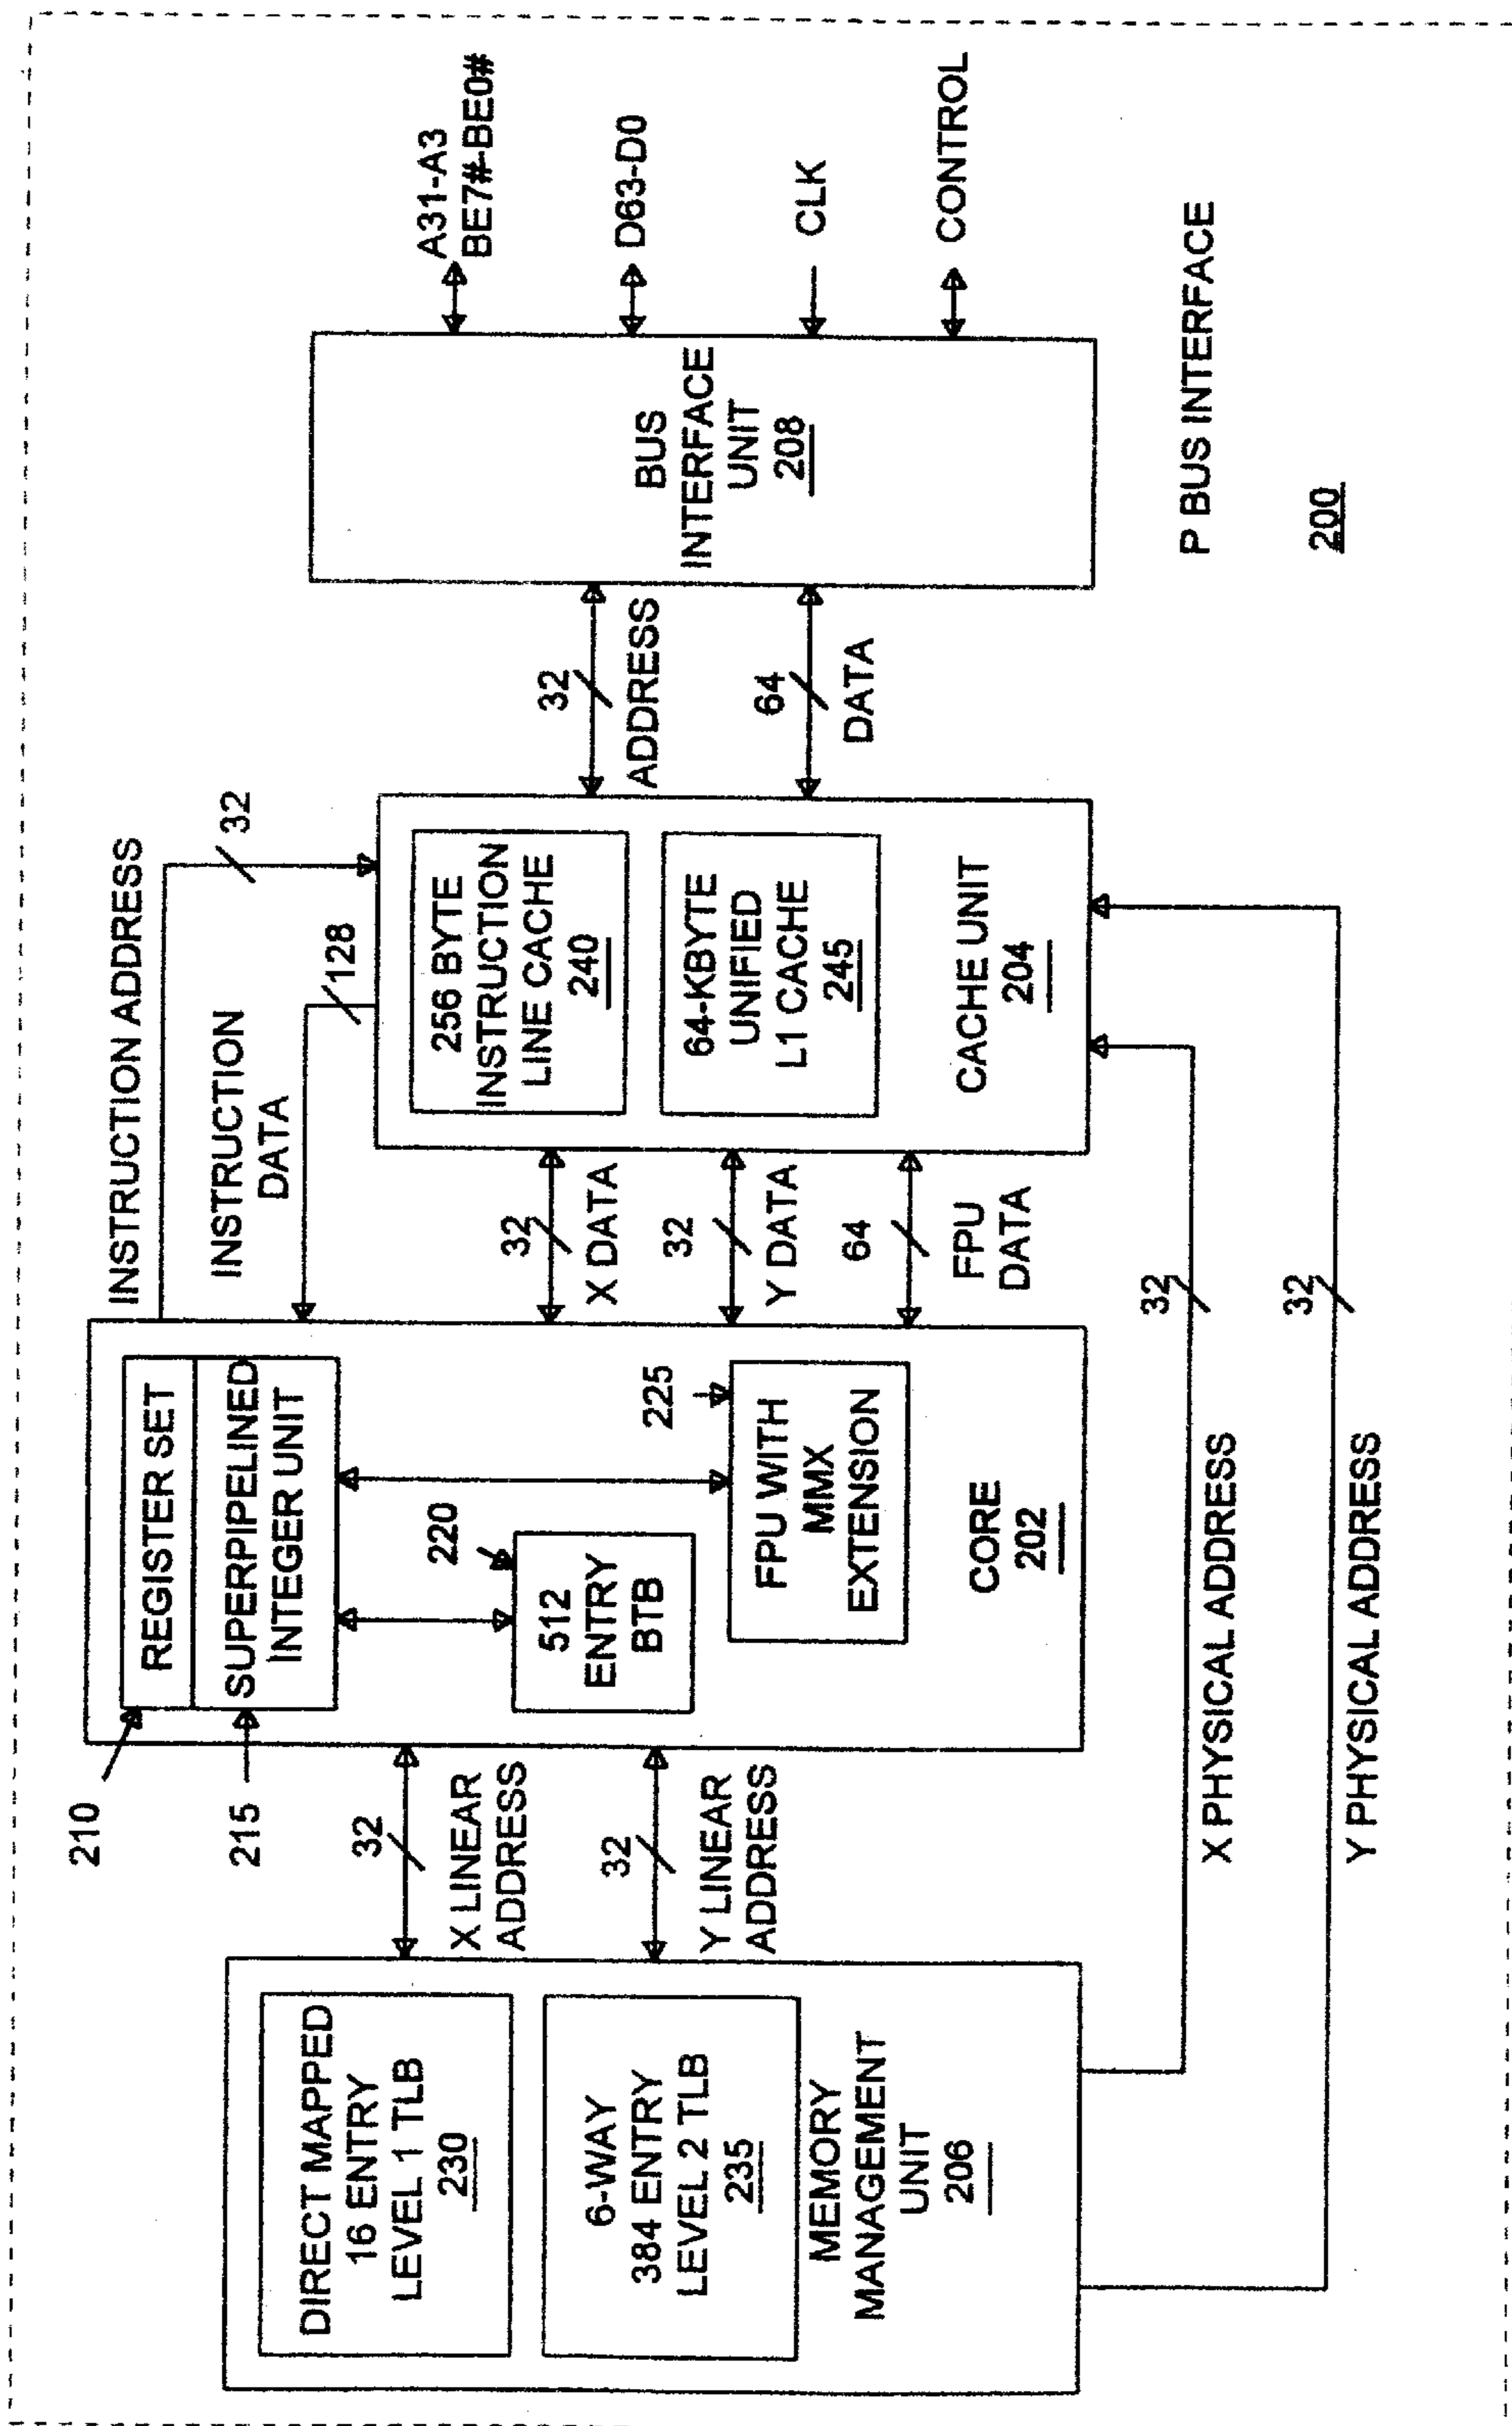 210
215
REGISTER SET
SUPERPIPELINED
INTEGER UNIT
220
512
ENTRY
BTB
225
FPU WITH
MMX
EXTENSION
CORE
202
DIRECT MAPPED
16 ENTRY
LEVEL 1 TLB
230
6-WAY
384 ENTRY
LEVEL 2 TLB
235
MEMORY
MANAGEMENT
UNIT
206
32
X LINEAR
ADDRESS
32
Y LINEAR
ADDRESS
INSTRUCTION ADDRESS
32
INSTRUCTION
DATA
128
32
X DATA
32
Y DATA
64
FPU
DATA
256 BYTE
INSTRUCTION
LINE CACHE
240
64-KBYTE
UNIFIED
L1 CACHE
245
CACHE UNIT
204
32
ADDRESS
64
DATA
BUS
INTERFACE
UNIT
208
A31-A3
BE7#-BE0#
D63-D0
CLK
CONTROL
32
X PHYSICAL ADDRESS
32
Y PHYSICAL ADDRESS
P BUS INTERFACE
200